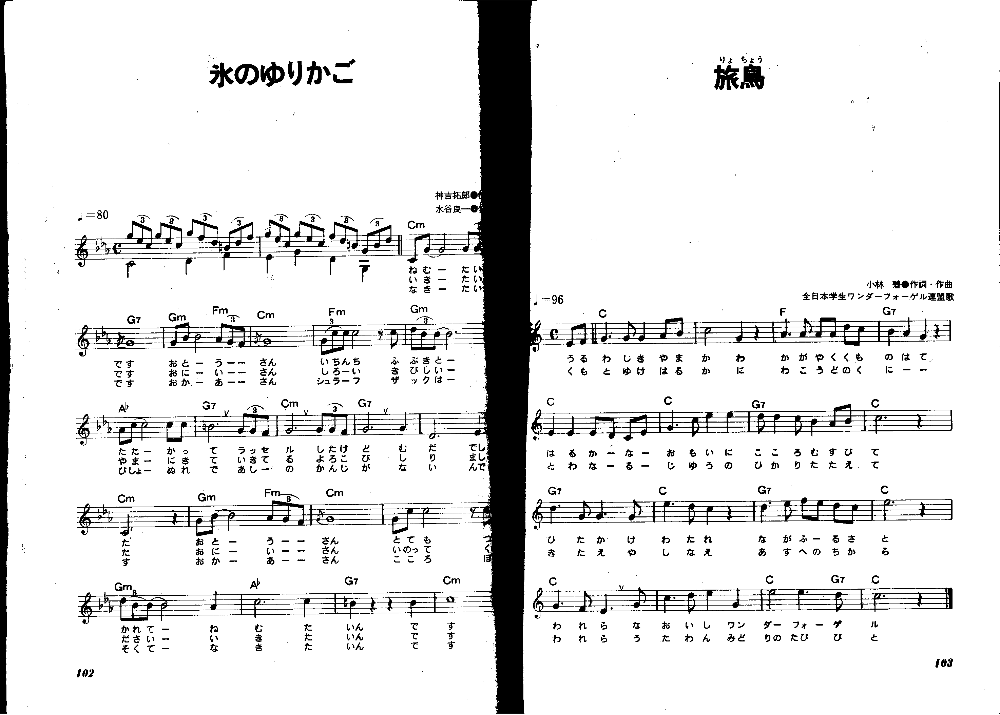 氷のゆりかご
神吉拓郎●
水谷良一●
♩=80
3 3 3 3 3 3 3 3
Cm
ねむー たい
いきー たい
なきー たい
G7 Gm Fm 3 Cm Fm 3 Gm 3
です おとー うーー さん いちんち ふ ぶきとー
です おにー いーー さん しろーい き びしいー
です おかー あーー さん シュラーフ ザ ックはー
A♭ G7 3 Cm 3 G7
たたー かっ て ラッセ ル したけ ど む だ でし
やまー にき て いきて る よろこ び し り まし
びしょー ぬれ で あしー の かんじ が な い んで
Cm Gm Fm 3 Cm
た おとー うーー さん とても つ
た おにー いーー さん いのって く
す おかー あーー さん こころ ほ
Gm 3 A♭ G7 Cm
かれてー ね む た いん で す
ださいー い き た いん で す
そくてー な き た いん で す
102
りょ ちょう
旅鳥
小林 碧●作詞・作曲
全日本学生ワンダーフォーゲル連盟歌
♩=96
C F G7
うる わ じき やま か わ か が やくくも のはて
くも と ゆけ はる か に わ こ うどのく にーー
C C G7 C
はるかーなー おもいに こころむすび て
とわなーるー じゆうの ひかりたたえ て
G7 C G7 C
ひ た か け わ た れ な が ふー るさ と
き た え や し な え あ す への ちか ら
C C G7 C
わ れ ら な お い し ワン ダー フォー ゲ ル
わ れ ら う た わ ん みど りの たび び と
103